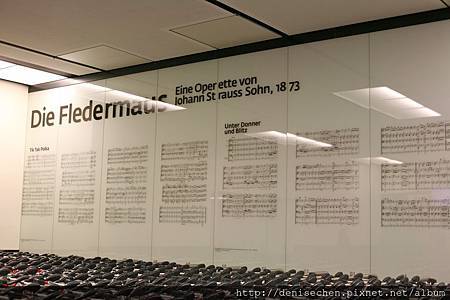 Die Fledermaus
Eine Operette von
Johann Strauss Sohn, 1873
Tik Tak Polka
Unter Donner
und Blitz
http://denisechen.pixnet.net/album